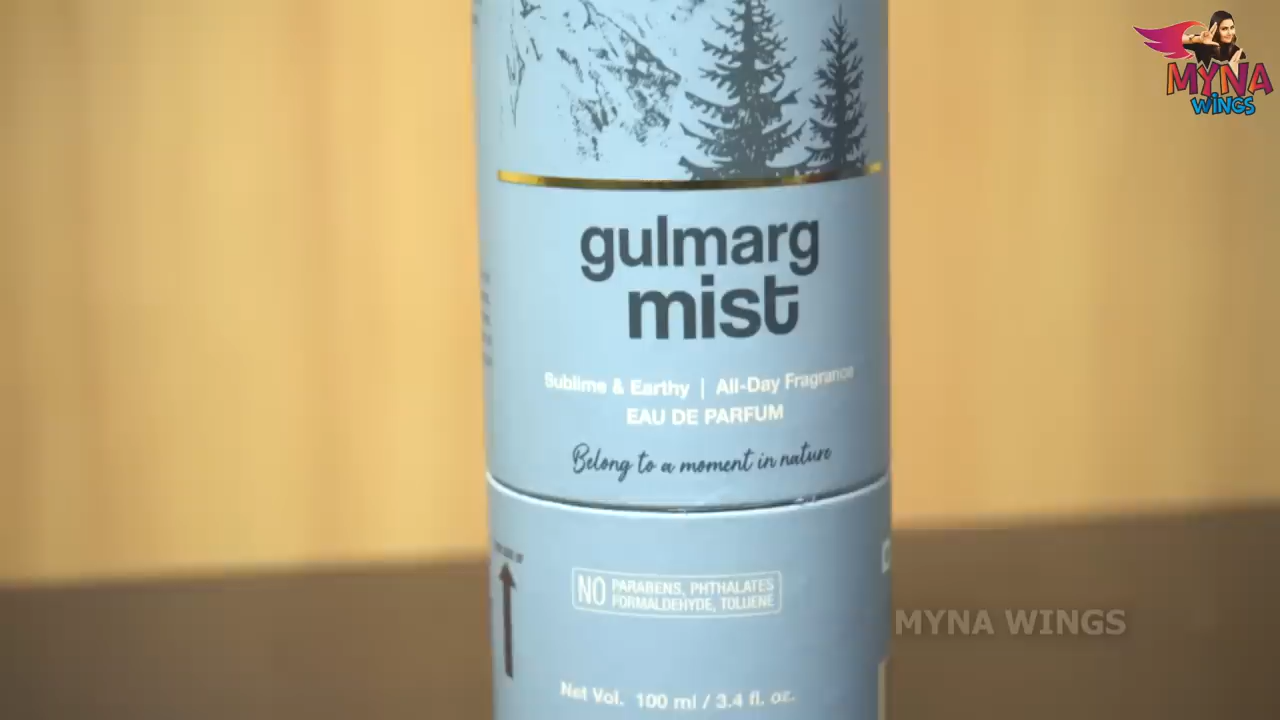 MYNA
WiNGS
gulmarg
mist
Sublime & Earthy | All-Day Fragrance
EAU DE PARFUM
Belong to a moment in nature
NO PARABENS, PHTHALATES
FORMALDEHYDE, TOLUENE
MYNA WINGS
Net Vol. 100 ml / 3.4 fl. oz.